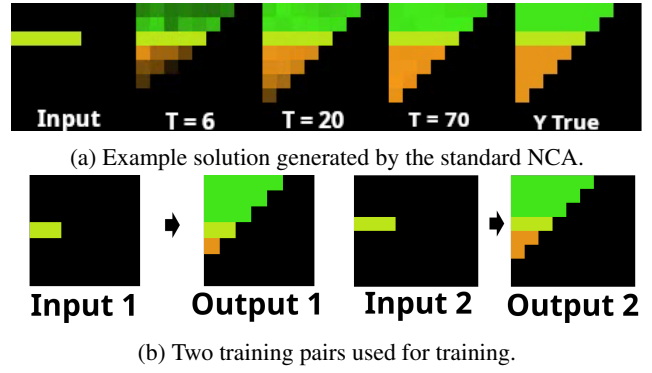 Input T = 6 T = 20 T = 70 Y True
(a) Example solution generated by the standard NCA.
Input 1 Output 1 Input 2 Output 2
(b) Two training pairs used for training.